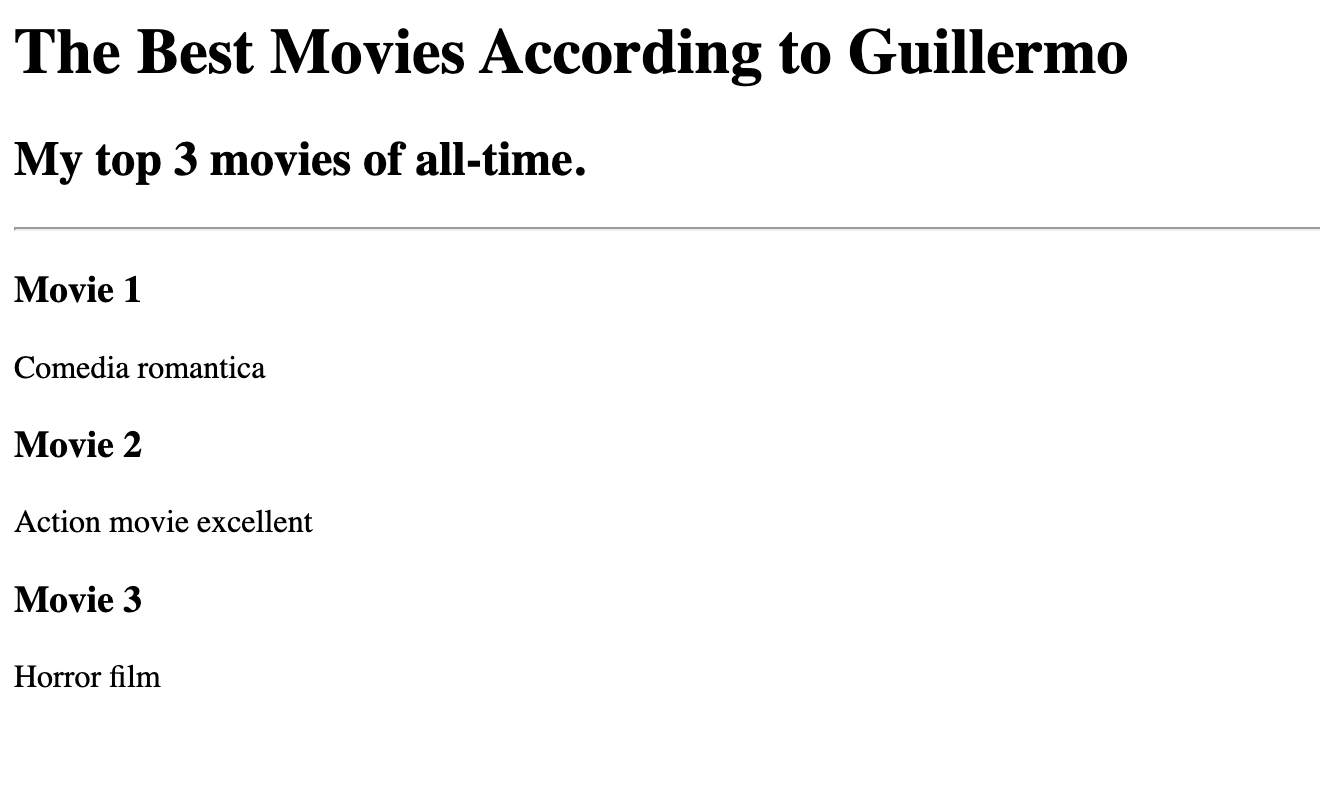 The Best Movies According to Guillermo
My top 3 movies of all-time.
Movie 1
Comedia romantica
Movie 2
Action movie excellent
Movie 3
Horror film